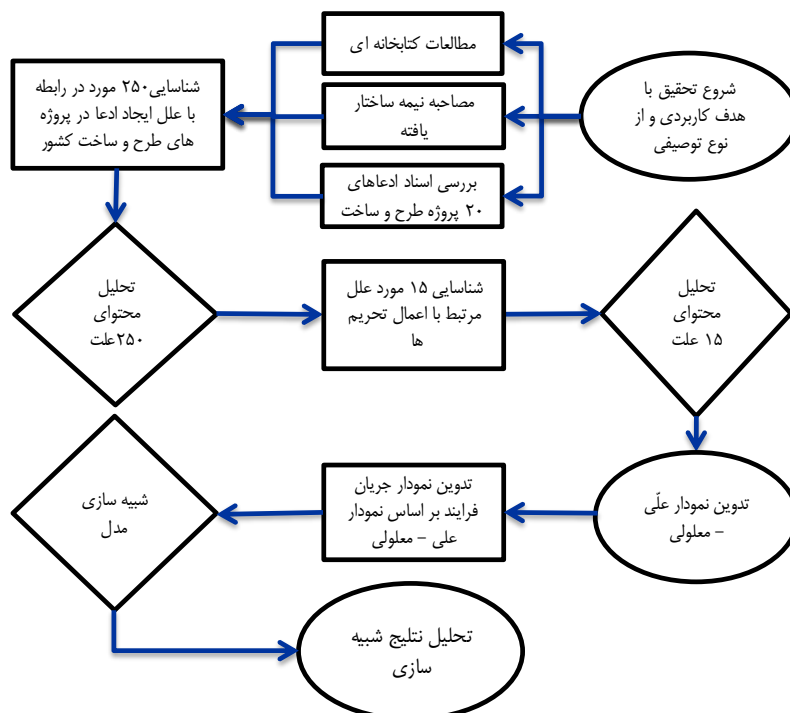 شروع تحقیق با
هدف کاربردی و از
نوع توصیفی
مطالعات کتابخانه ای
مصاحبه نیمه ساختار
یافته
بررسی اسناد ادعاهای
۲۰ پروژه طرح و ساخت
شناسایی۲۵۰ مورد در رابطه
با علل ایجاد ادعا در پروژه
های طرح و ساخت کشور
تحلیل
محتوای
۲۵۰علت
شناسایی ۱۵ مورد علل
مرتبط با اعمال تحریم
ها
تحلیل
محتوای
۱۵ علت
تدوین نمودار علّی
– معلولی
تدوین نمودار جریان
فرایند بر اساس نمودار
علی – معلولی
شبیه سازی
مدل
تحلیل نتلیج شبیه
سازی